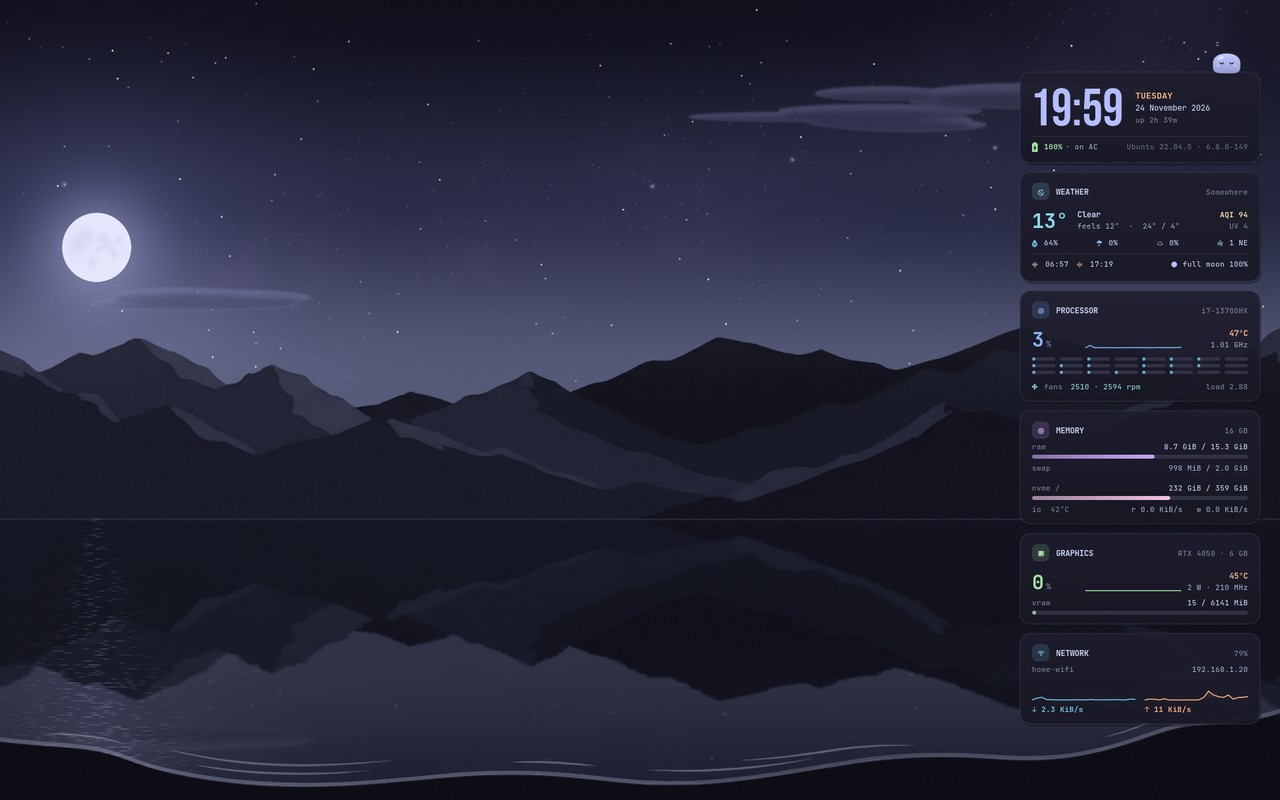 z
19:59
TUESDAY
24 November 2026
up 2h 39m
100% · on AC
Ubuntu 22.04.5 · 6.8.0-149
WEATHER
Somewhere
13°
Clear
AQI 94
feels 12° · 24° / 4°
UV 4
64%
0%
0%
1 NE
06:57
17:19
full moon 100%
PROCESSOR
i7-13700HX
3%
47°C
1.01 GHz
fans 2510 · 2594 rpm
load 2.88
MEMORY
16 GB
ram
8.7 GiB / 15.3 GiB
swap
998 MiB / 2.0 GiB
nvme /
232 GiB / 359 GiB
io 42°C
r 0.0 KiB/s
w 0.0 KiB/s
GRAPHICS
RTX 4050 · 6 GB
0%
45°C
2 W · 210 MHz
vram
15 / 6141 MiB
NETWORK
79%
home-wifi
192.168.1.20
↓ 2.3 KiB/s
↑ 11 KiB/s